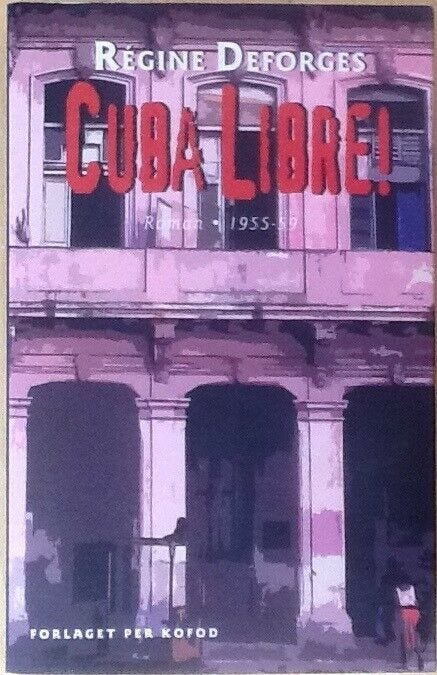 RÉGINE DEFORGES
CUBA LIBRE!
Roman • 1955-59
FORLAGET PER KOFOD